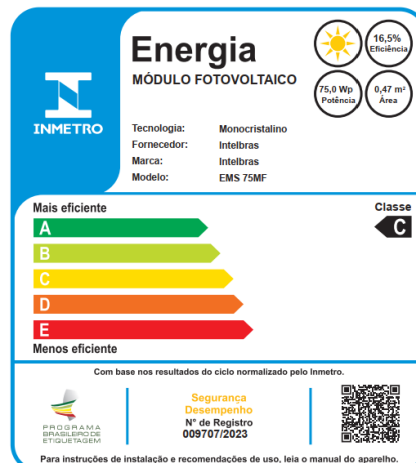 INMETRO
Energia
MÓDULO FOTOVOLTAICO
16,5%
Eficiência
75,0 Wp
Potência
0,47 m²
Área
Tecnologia: Monocristalino
Fornecedor: Intelbras
Marca: Intelbras
Modelo: EMS 75MF
Mais eficiente
Classe
A
C
B
C
D
E
Menos eficiente
Com base nos resultados do ciclo normalizado pelo Inmetro.
PROGRAMA
BRASILEIRO DE
ETIQUETAGEM
Segurança
Desempenho
N° de Registro
009707/2023
Para instruções de instalação e recomendações de uso, leia o manual do aparelho.